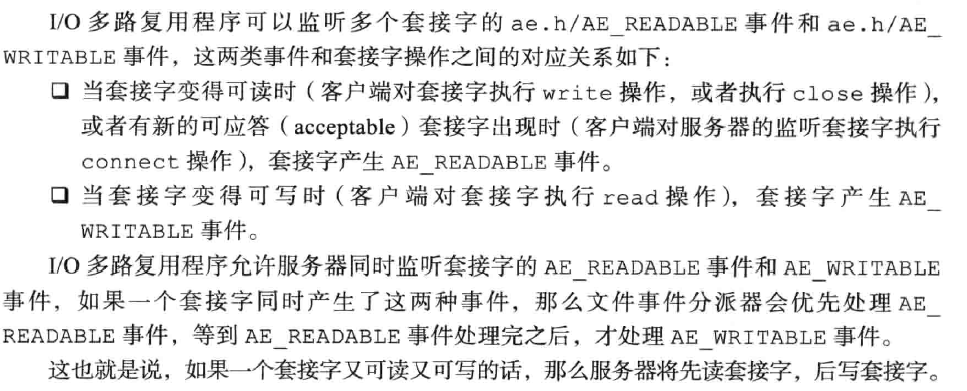 I/O 多路复用程序可以监听多个套接字的 ae.h/AE_READABLE 事件和 ae.h/AE_
WRITABLE 事件，这两类事件和套接字操作之间的对应关系如下：
❑ 当套接字变得可读时（客户端对套接字执行 write 操作，或者执行 close 操作），
或者有新的可应答（acceptable）套接字出现时（客户端对服务器的监听套接字执行
connect 操作），套接字产生 AE_READABLE 事件。
❑ 当套接字变得可写时（客户端对套接字执行 read 操作），套接字产生 AE_
WRITABLE 事件。
I/O 多路复用程序允许服务器同时监听套接字的 AE_READABLE 事件和 AE_WRITABLE
事件，如果一个套接字同时产生了这两种事件，那么文件事件分派器会优先处理 AE_
READABLE 事件，等到 AE_READABLE 事件处理完之后，才处理 AE_WRITABLE 事件。
这也就是说，如果一个套接字又可读又可写的话，那么服务器将先读套接字，后写套接字。